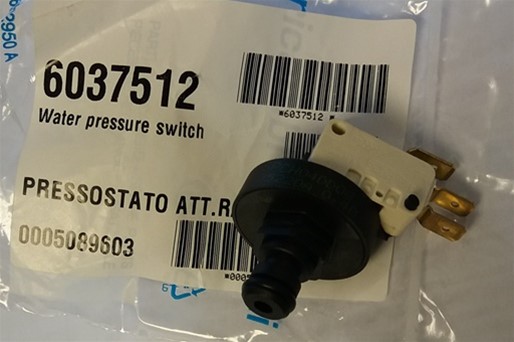 6037512
*6037512 *
Water pressure switch
PRESSOSTATO ATT.R
0005089603